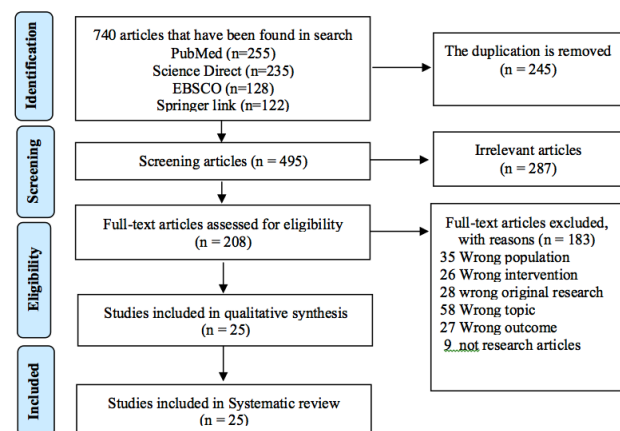 Identification
740 articles that have been found in search
PubMed (n=255)
Science Direct (n=235)
EBSCO (n=128)
Springer link (n=122)
The duplication is removed
(n = 245)
Screening
Screening articles (n = 495)
Irrelevant articles
(n = 287)
Eligibility
Full-text articles assessed for eligibility
(n = 208)
Full-text articles excluded,
with reasons (n = 183)
35 Wrong population
26 Wrong intervention
28 wrong original research
58 Wrong topic
27 Wrong outcome
9 not research articles
Studies included in qualitative synthesis
(n = 25)
Included
Studies included in Systematic review
(n = 25)